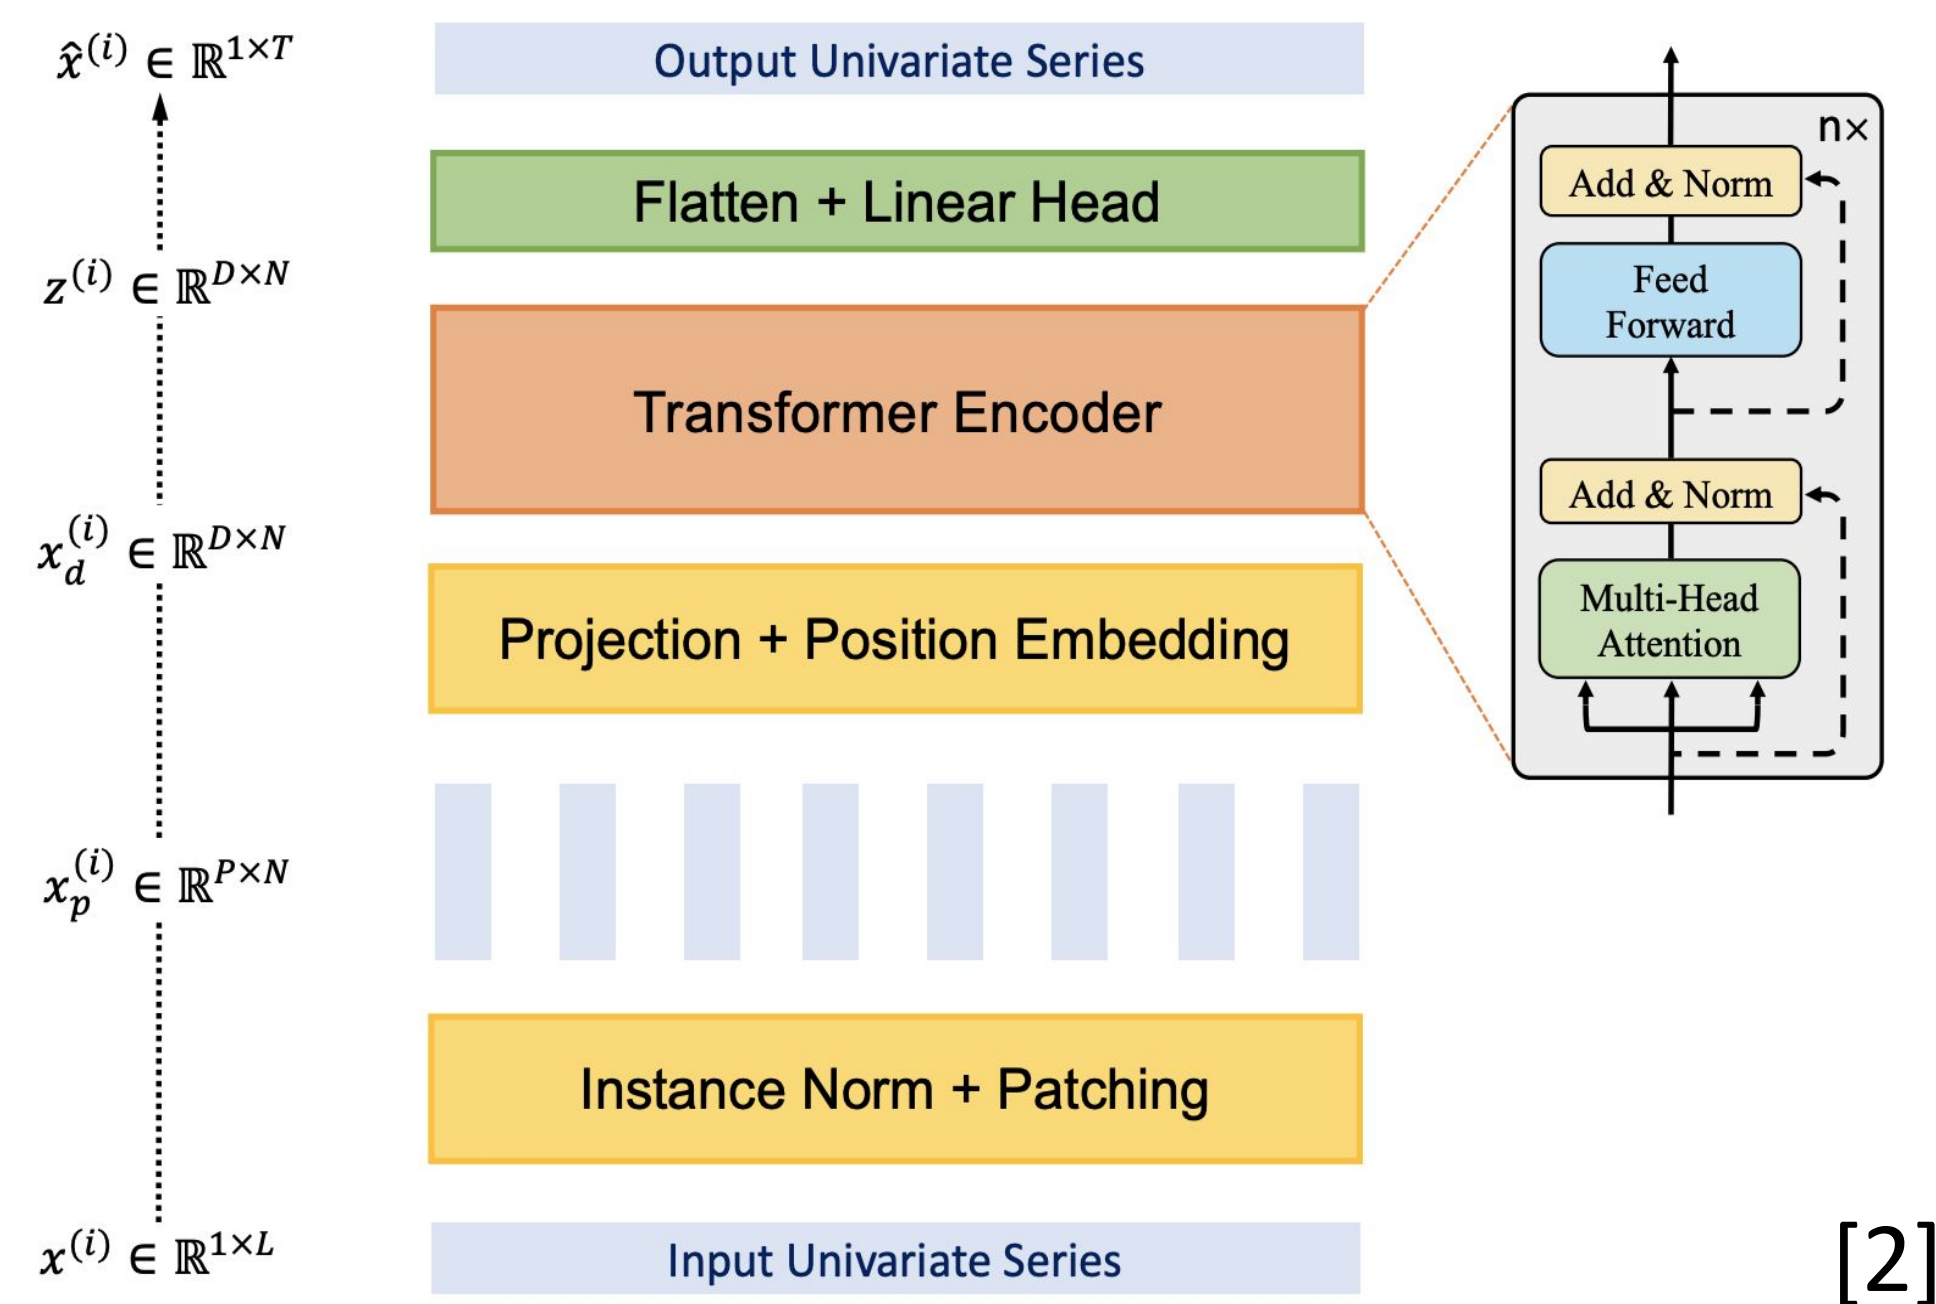 x̂^(i) ∈ ℝ^1×T
Output Univariate Series
Flatten + Linear Head
z^(i) ∈ ℝ^D×N
Transformer Encoder
x_d^(i) ∈ ℝ^D×N
Projection + Position Embedding
x_p^(i) ∈ ℝ^P×N
Instance Norm + Patching
x^(i) ∈ ℝ^1×L
Input Univariate Series
n×
Add & Norm
Feed
Forward
Add & Norm
Multi-Head
Attention
[2]